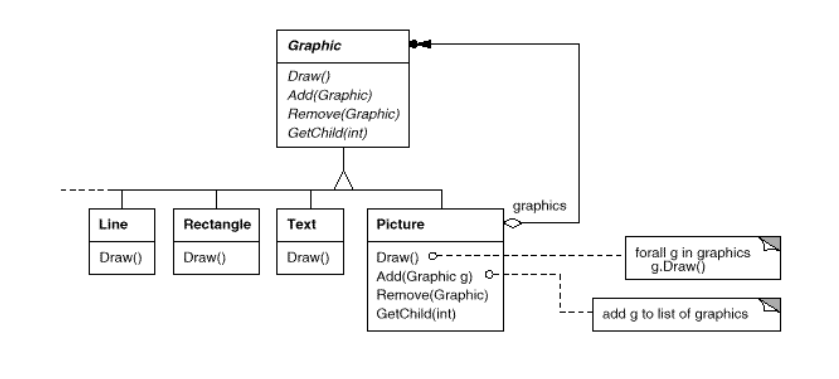 Graphic
Draw()
Add(Graphic)
Remove(Graphic)
GetChild(int)
graphics
Line
Draw()
Rectangle
Draw()
Text
Draw()
Picture
Draw()
Add(Graphic g)
Remove(Graphic)
GetChild(int)
forall g in graphics
g.Draw()
add g to list of graphics